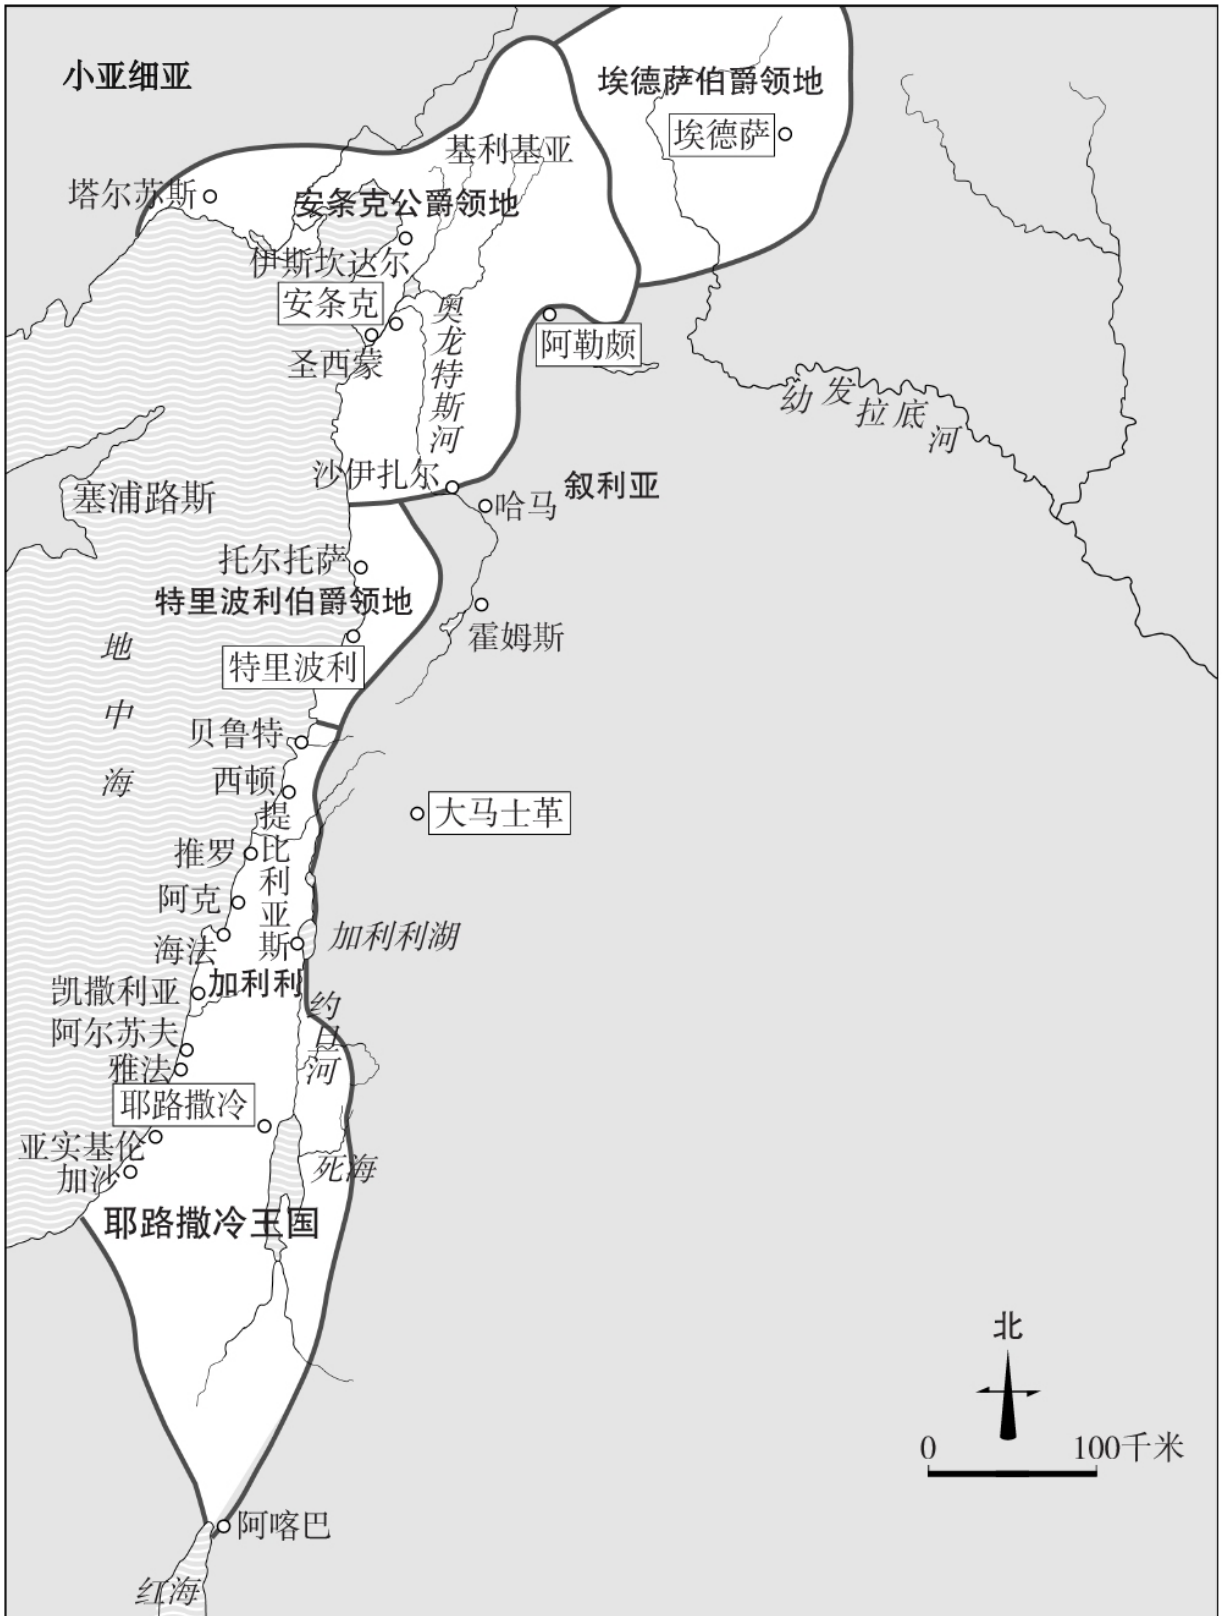 小亚细亚
埃德萨伯爵领地
埃德萨
基利基亚
塔尔苏斯
安条克公爵领地
伊斯坎达尔
安条克
奥龙特斯河
阿勒颇
圣西蒙
幼发拉底河
沙伊扎尔
叙利亚
塞浦路斯
哈马
托尔托萨
特里波利伯爵领地
霍姆斯
地中海
特里波利
贝鲁特
西顿
大马士革
提比利亚斯
推罗
阿克
海法
加利利湖
加利利
凯撒利亚
约旦河
阿尔苏夫
雅法
耶路撒冷
亚实基伦
死海
加沙
耶路撒冷王国
北
0 100千米
阿喀巴
红海